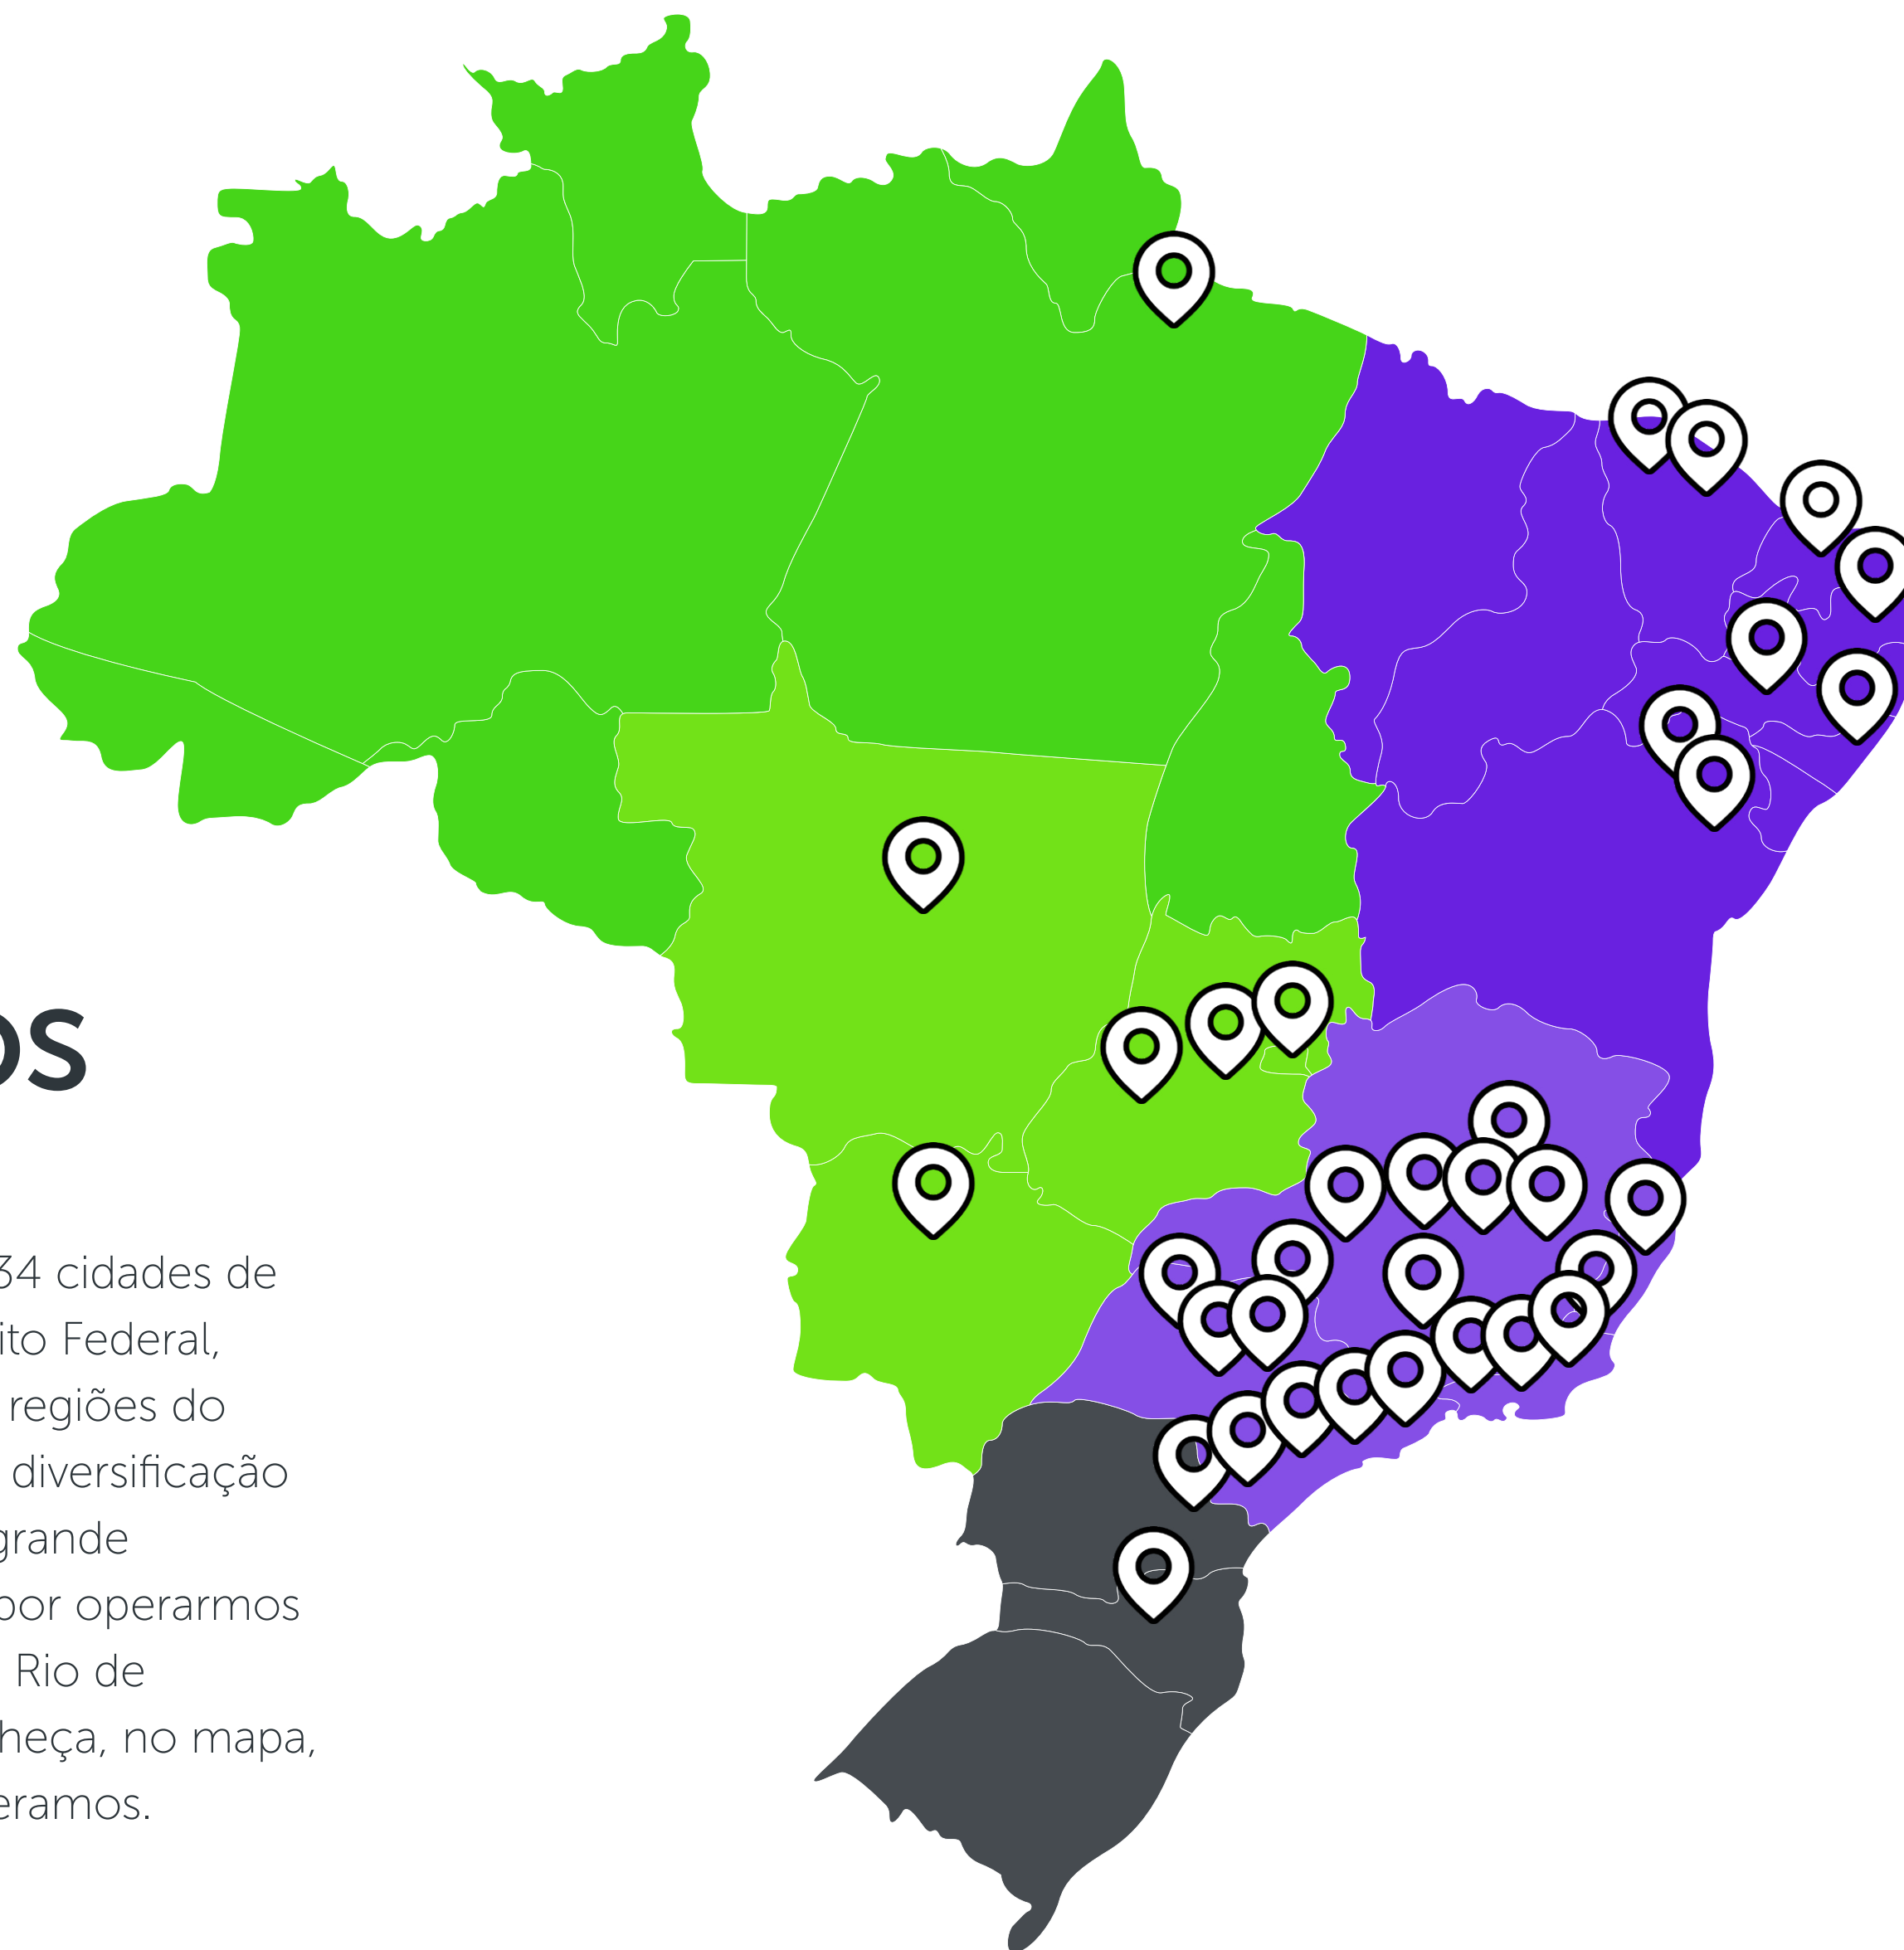 os
34 cidades de
ito Federal,
regiões do
diversificação
grande
por operarmos
Rio de
heça, no mapa,
eramos.